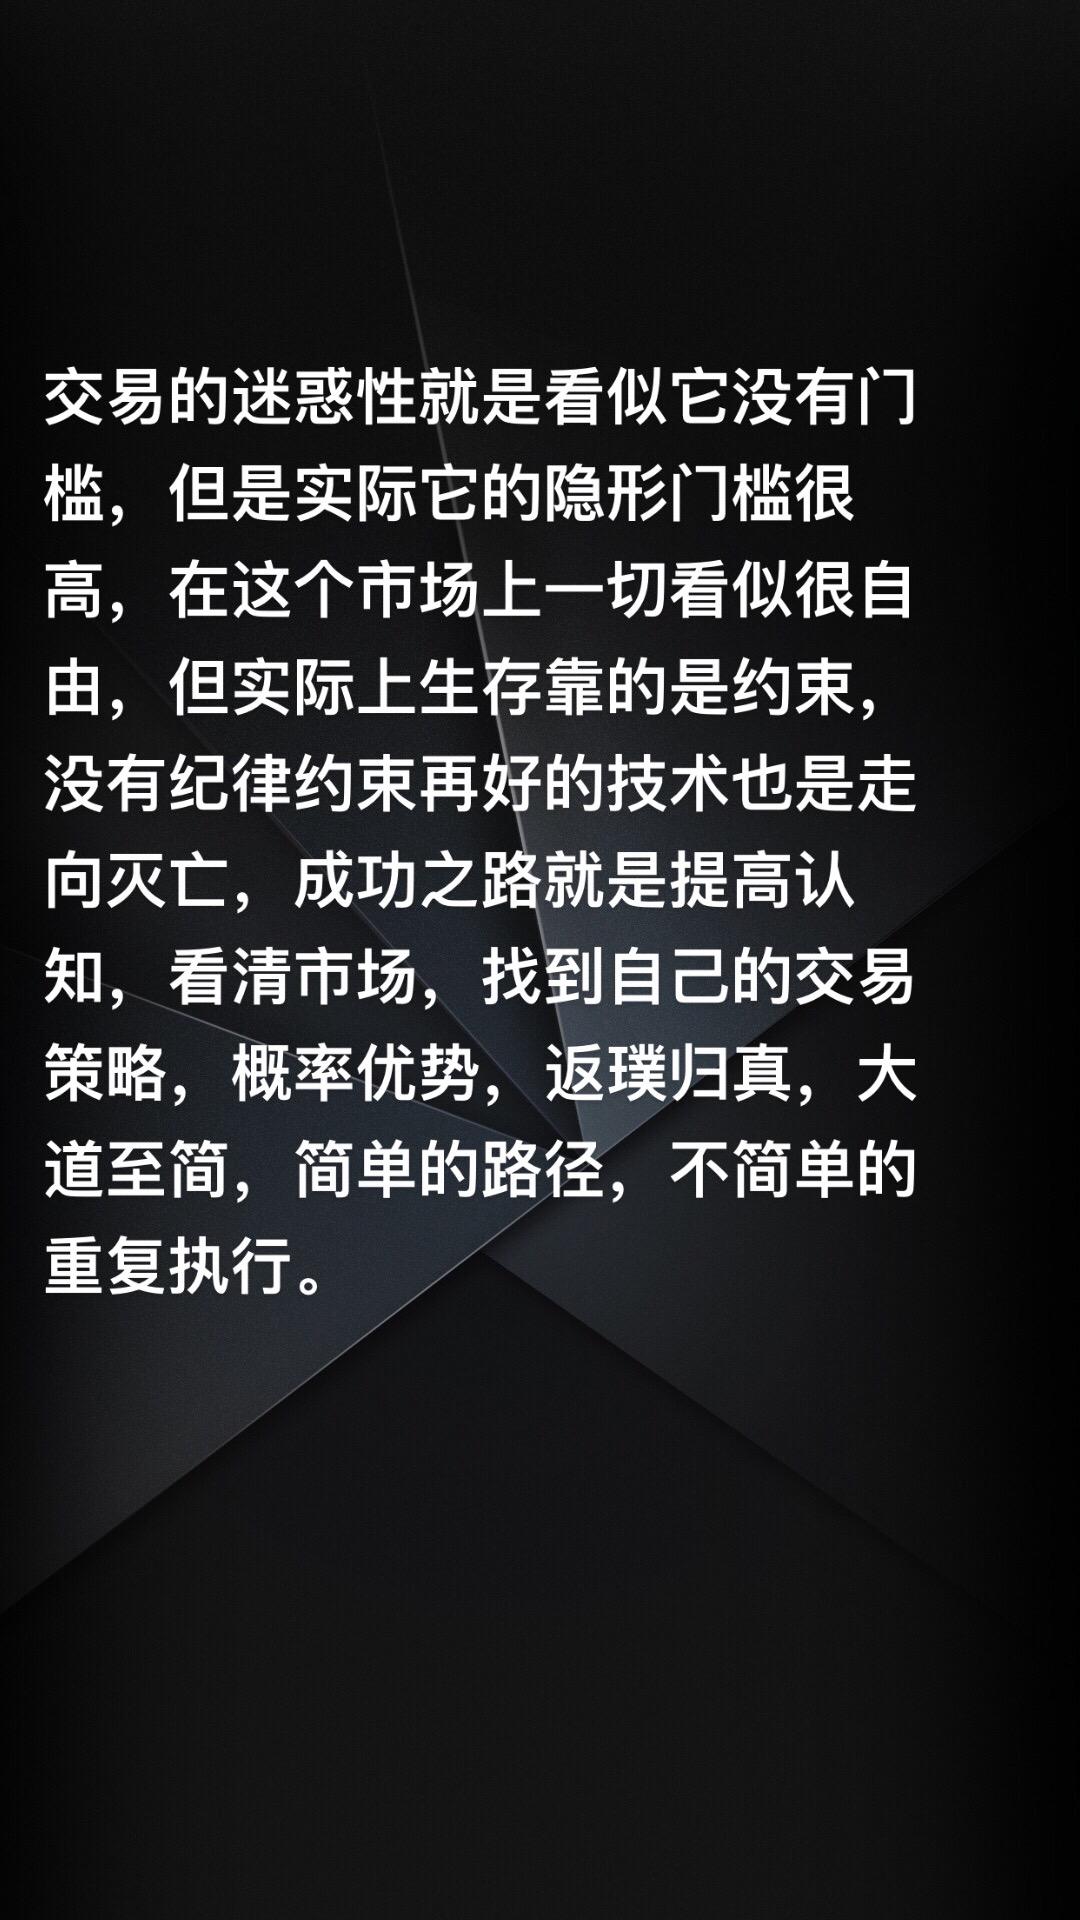 交易的迷惑性就是看似它没有门
槛，但是实际它的隐形门槛很
高，在这个市场上一切看似很自
由，但实际上生存靠的是约束，
没有纪律约束再好的技术也是走
向灭亡，成功之路就是提高认
知，看清市场，找到自己的交易
策略，概率优势，返璞归真，大
道至简，简单的路径，不简单的
重复执行。